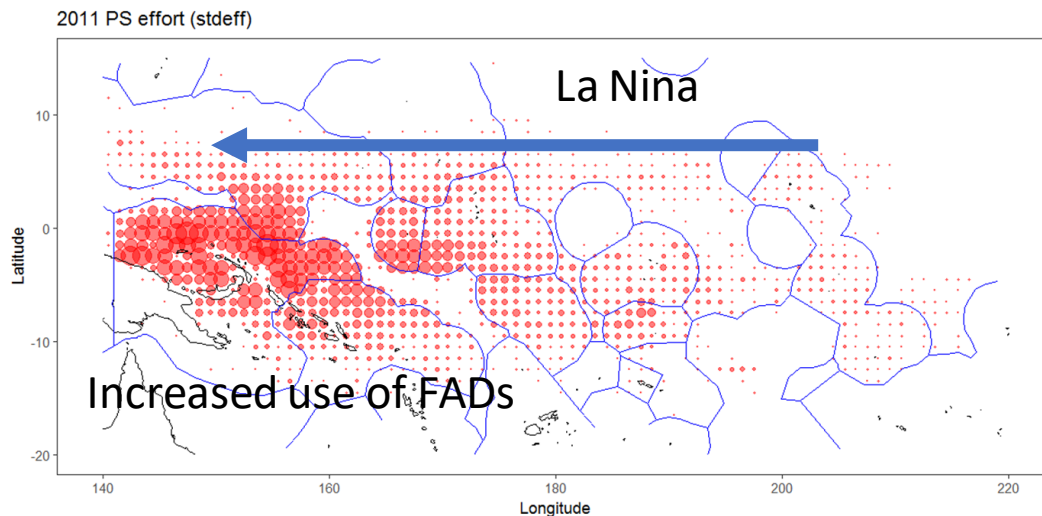 2011 PS effort (stdeff)
La Nina
10
0
-10
-20
Latitude
Increased use of FADs
140
160
180
200
220
Longitude